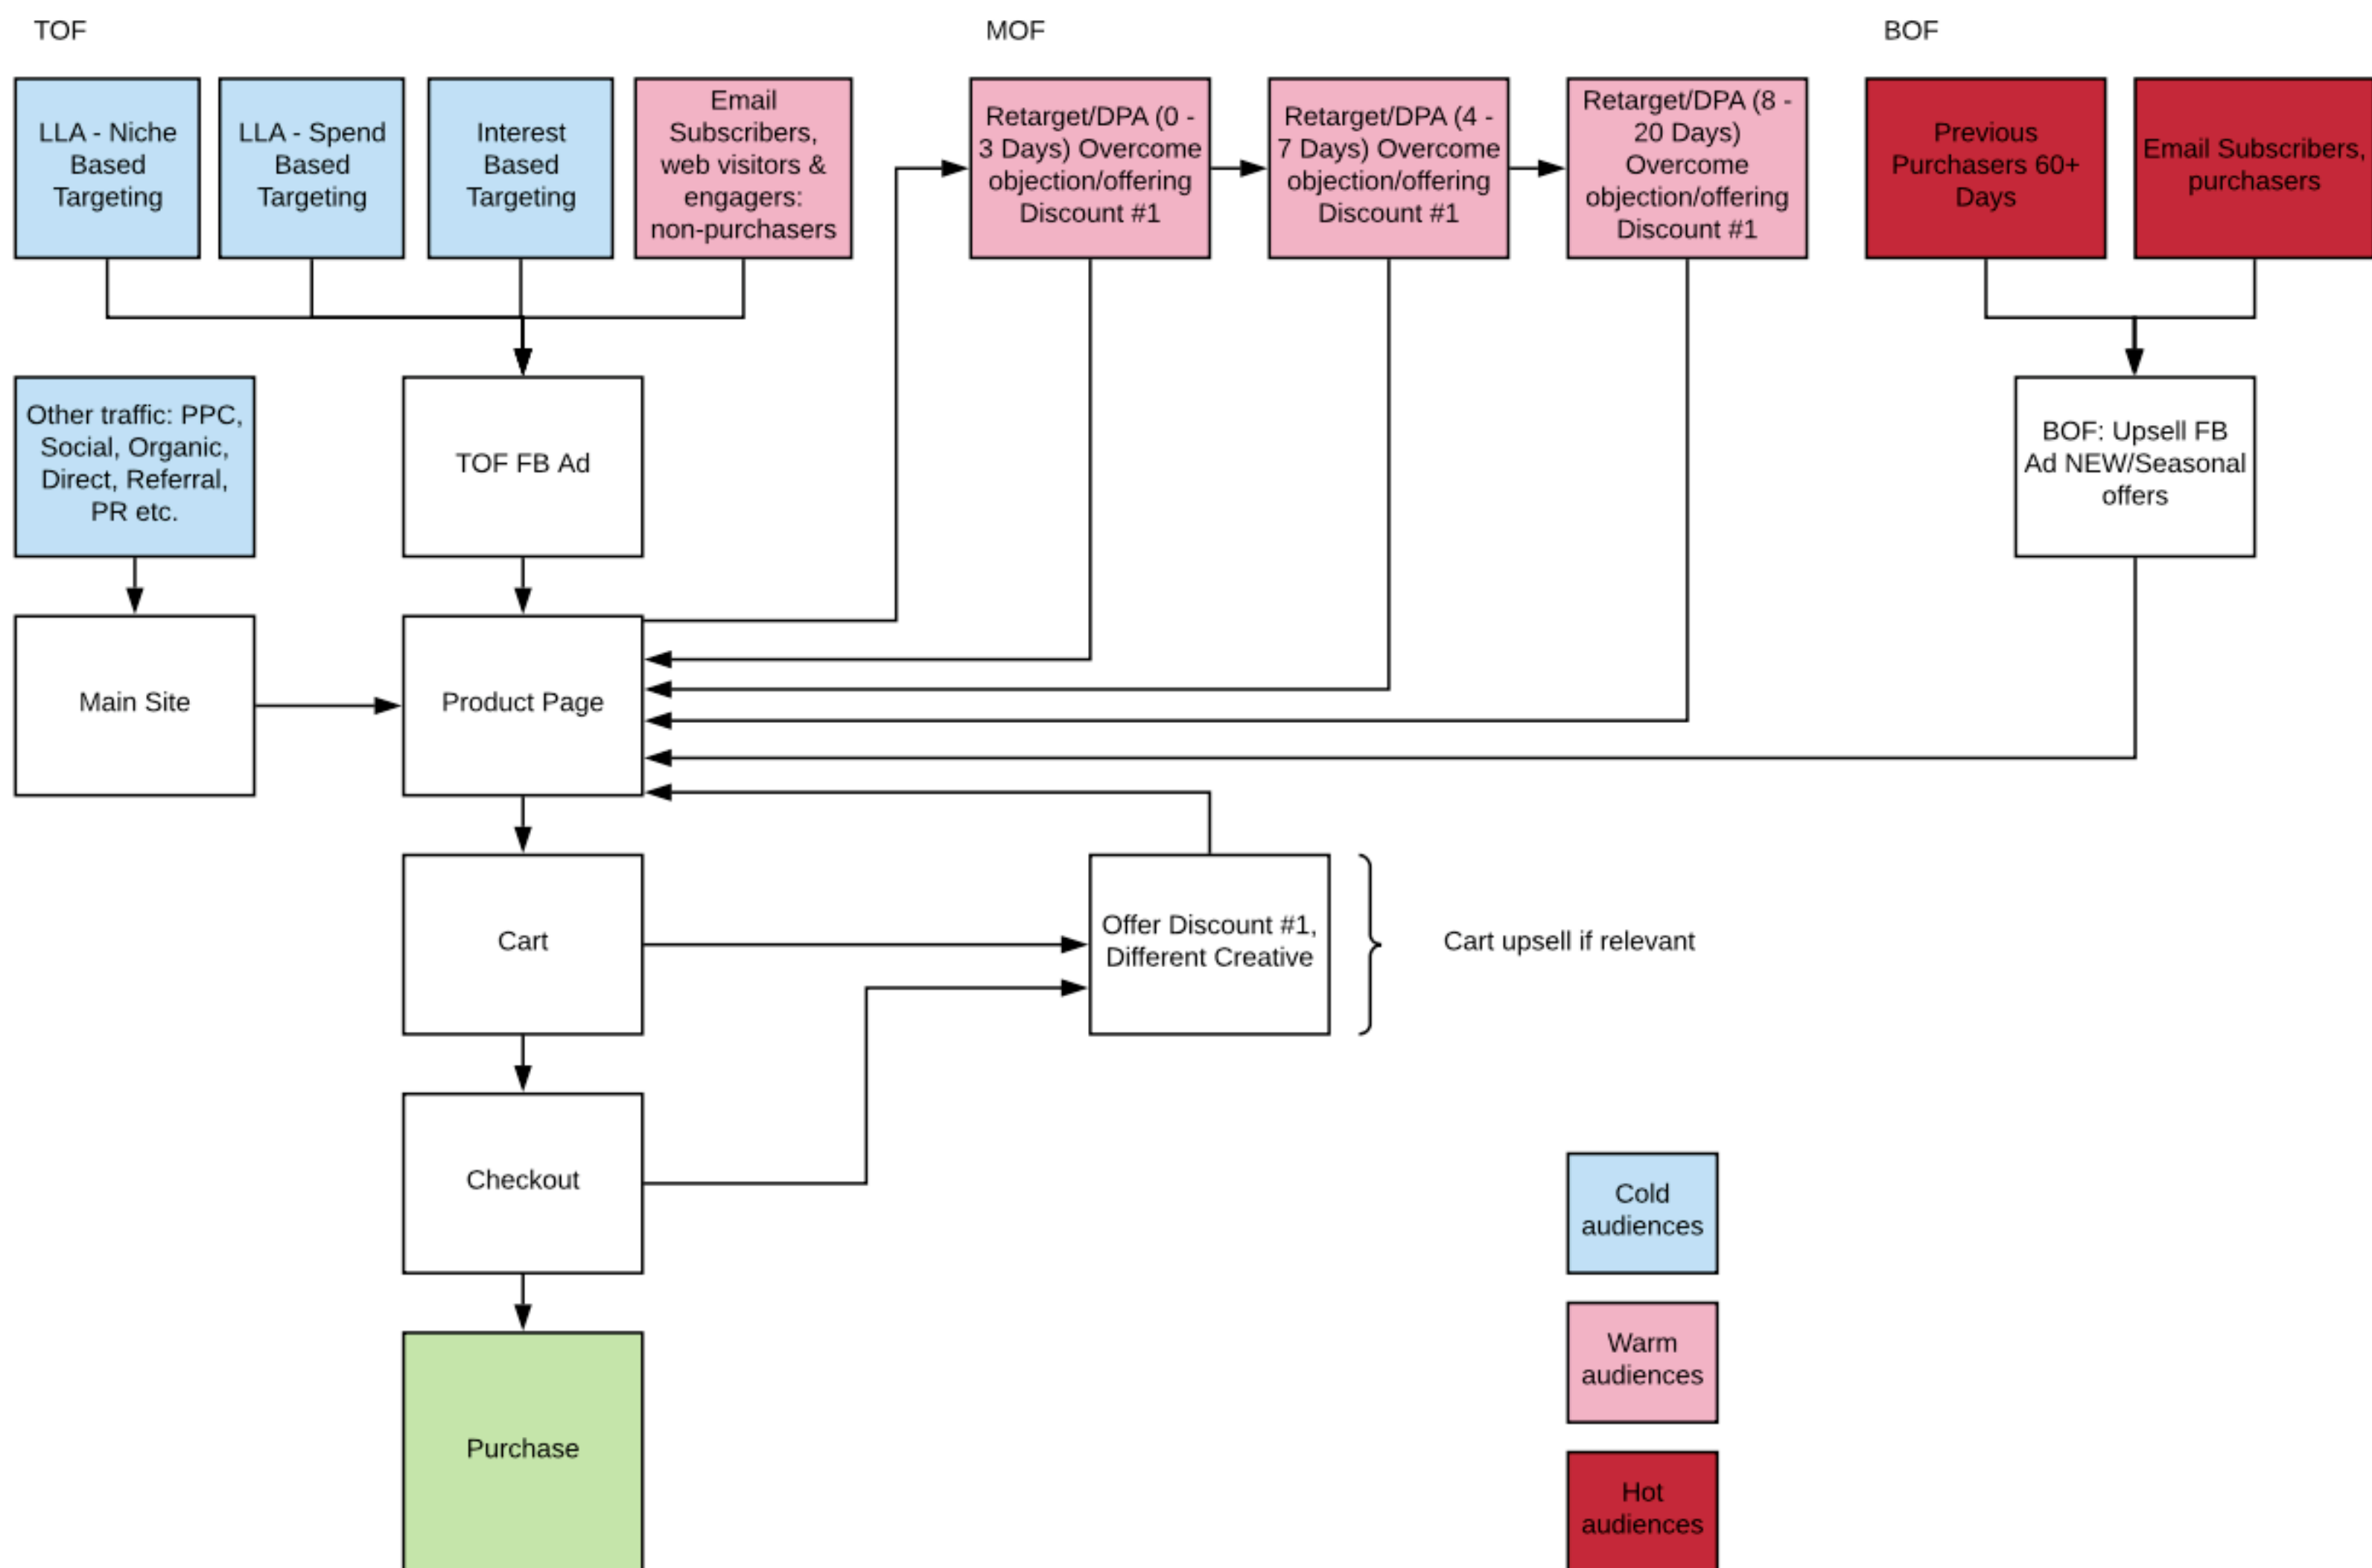 TOF
MOF
BOF
LLA - Niche
Based
Targeting
LLA - Spend
Based
Targeting
Interest
Based
Targeting
Email
Subscribers,
web visitors &
engagers:
non-purchasers
Retarget/DPA (0 -
3 Days) Overcome
objection/offering
Discount #1
Retarget/DPA (4 -
7 Days) Overcome
objection/offering
Discount #1
Retarget/DPA (8 -
20 Days)
Overcome
objection/offering
Discount #1
Previous
Purchasers 60+
Days
Email Subscribers,
purchasers
Other traffic: PPC,
Social, Organic,
Direct, Referral,
PR etc.
TOF FB Ad
BOF: Upsell FB
Ad NEW/Seasonal
offers
Main Site
Product Page
Cart
Offer Discount #1,
Different Creative
Cart upsell if relevant
Checkout
Cold
audiences
Warm
audiences
Purchase
Hot
audiences